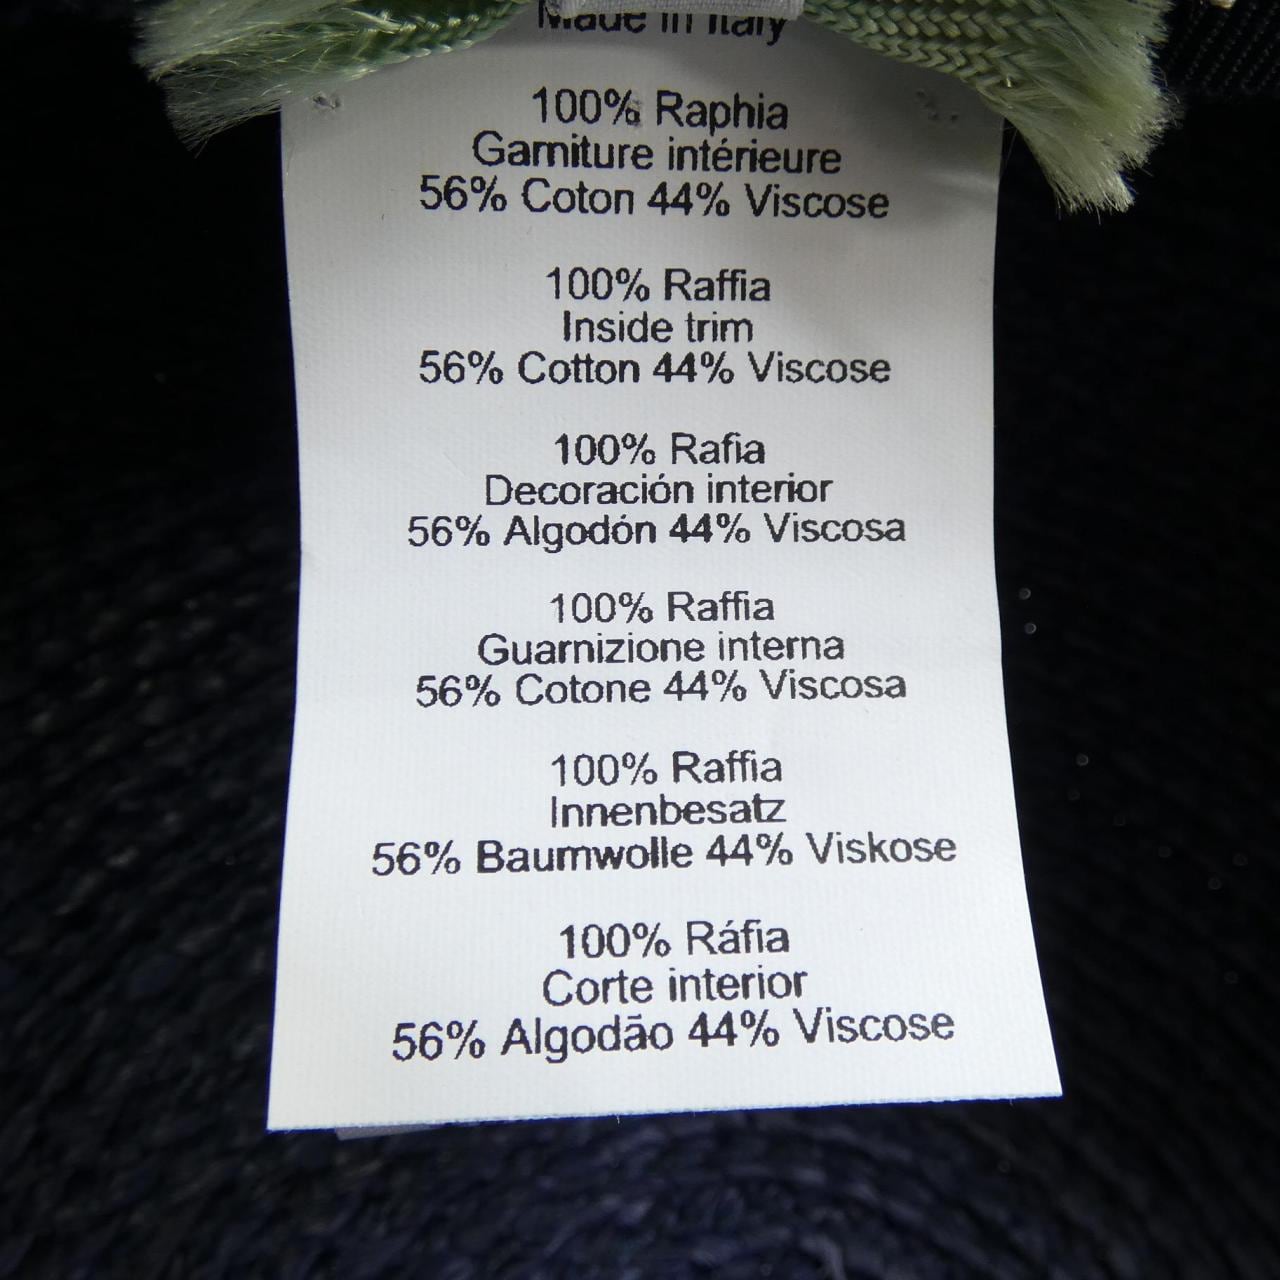 Made in Italy
100% Raphia
Garniture intérieure
56% Coton 44% Viscose
100% Raffia
Inside trim
56% Cotton 44% Viscose
100% Rafia
Decoración interior
56% Algodón 44% Viscosa
100% Raffia
Guarnizione interna
56% Cotone 44% Viscosa
100% Raffia
Innenbesatz
56% Baumwolle 44% Viskose
100% Ráfia
Corte interior
56% Algodão 44% Viscose